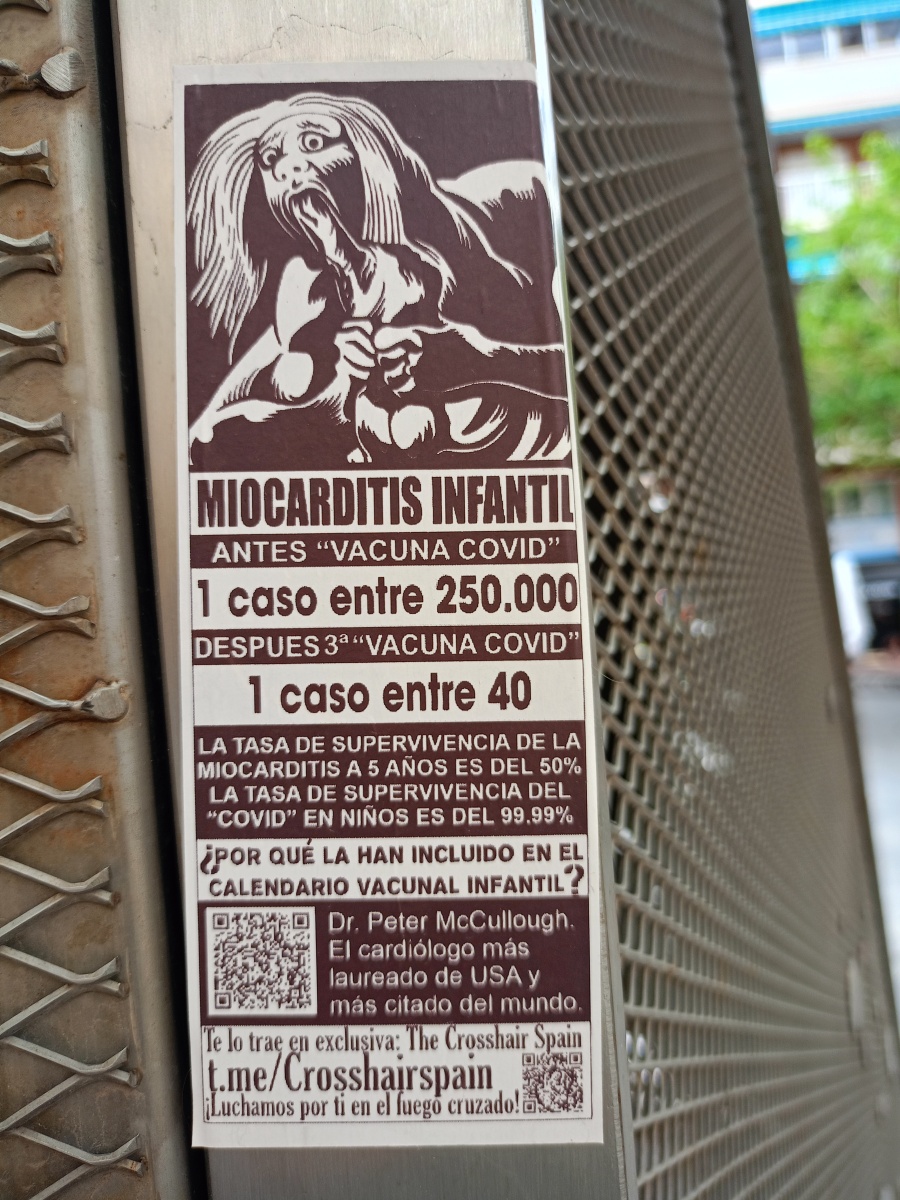 MIOCARDITIS INFANTIL
ANTES “VACUNA COVID”
1 caso entre 250.000
DESPUES 3ª “VACUNA COVID”
1 caso entre 40
LA TASA DE SUPERVIVENCIA DE LA
MIOCARDITIS A 5 AÑOS ES DEL 50%
LA TASA DE SUPERVIVENCIA DEL
“COVID” EN NIÑOS ES DEL 99.99%
¿POR QUÉ LA HAN INCLUIDO EN EL
CALENDARIO VACUNAL INFANTIL?
Dr. Peter McCullough.
El cardiólogo más
laureado de USA y
más citado del mundo.
Te lo trae en exclusiva: The Crosshair Spain
t.me/Crosshairspain
¡Luchamos por ti en el fuego cruzado!